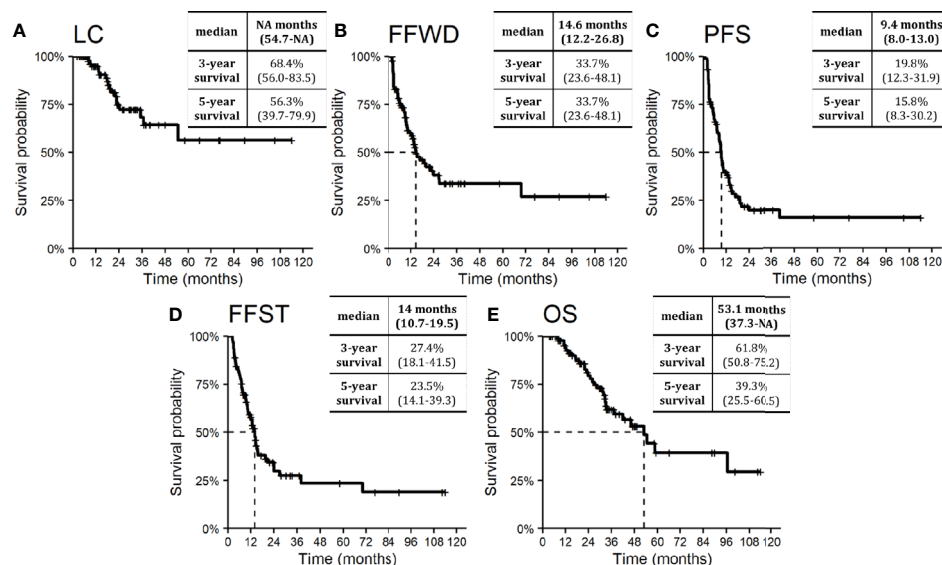 A
LC
median NA months
(54.7-NA)
3-year survival 68.4%
(56.0-83.5)
5-year survival 56.3%
(39.7-79.9)
Survival probability
100%
75%
50%
25%
0%
0 12 24 36 48 60 72 84 96 108 120
Time (months)
B
FFWD
median 14.6 months
(12.2-26.8)
3-year survival 33.7%
(23.6-48.1)
5-year survival 33.7%
(23.6-48.1)
Survival probability
100%
75%
50%
25%
0%
0 12 24 36 48 60 72 84 96 108 120
Time (months)
C
PFS
median 9.4 months
(8.0-13.0)
3-year survival 19.8%
(12.3-31.9)
5-year survival 15.8%
(8.3-30.2)
Survival probability
100%
75%
50%
25%
0%
0 12 24 36 48 60 72 84 96 108 120
Time (months)
D
FFST
median 14 months
(10.7-19.5)
3-year survival 27.4%
(18.1-41.5)
5-year survival 23.5%
(14.1-39.3)
Survival probability
100%
75%
50%
25%
0%
0 12 24 36 48 60 72 84 96 108 120
Time (months)
E
OS
median 53.1 months
(37.3-NA)
3-year survival 61.8%
(50.8-75.2)
5-year survival 39.3%
(25.5-60.5)
Survival probability
100%
75%
50%
25%
0%
0 12 24 36 48 60 72 84 96 108 120
Time (months)